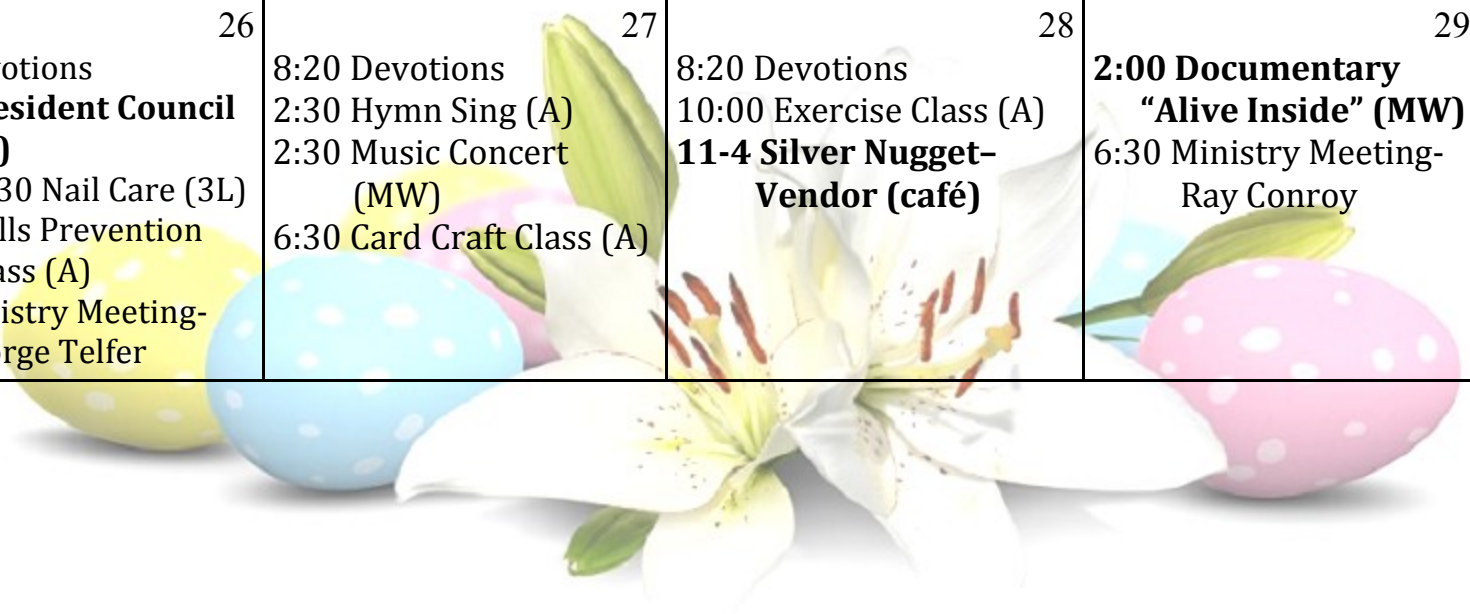 26
otions
esident Council
)
30 Nail Care (3L)
lls Prevention
ass (A)
istry Meeting-
rge Telfer
27
8:20 Devotions
2:30 Hymn Sing (A)
2:30 Music Concert
(MW)
6:30 Card Craft Class (A)
28
8:20 Devotions
10:00 Exercise Class (A)
11-4 Silver Nugget–
Vendor (café)
29
2:00 Documentary
“Alive Inside” (MW)
6:30 Ministry Meeting-
Ray Conroy